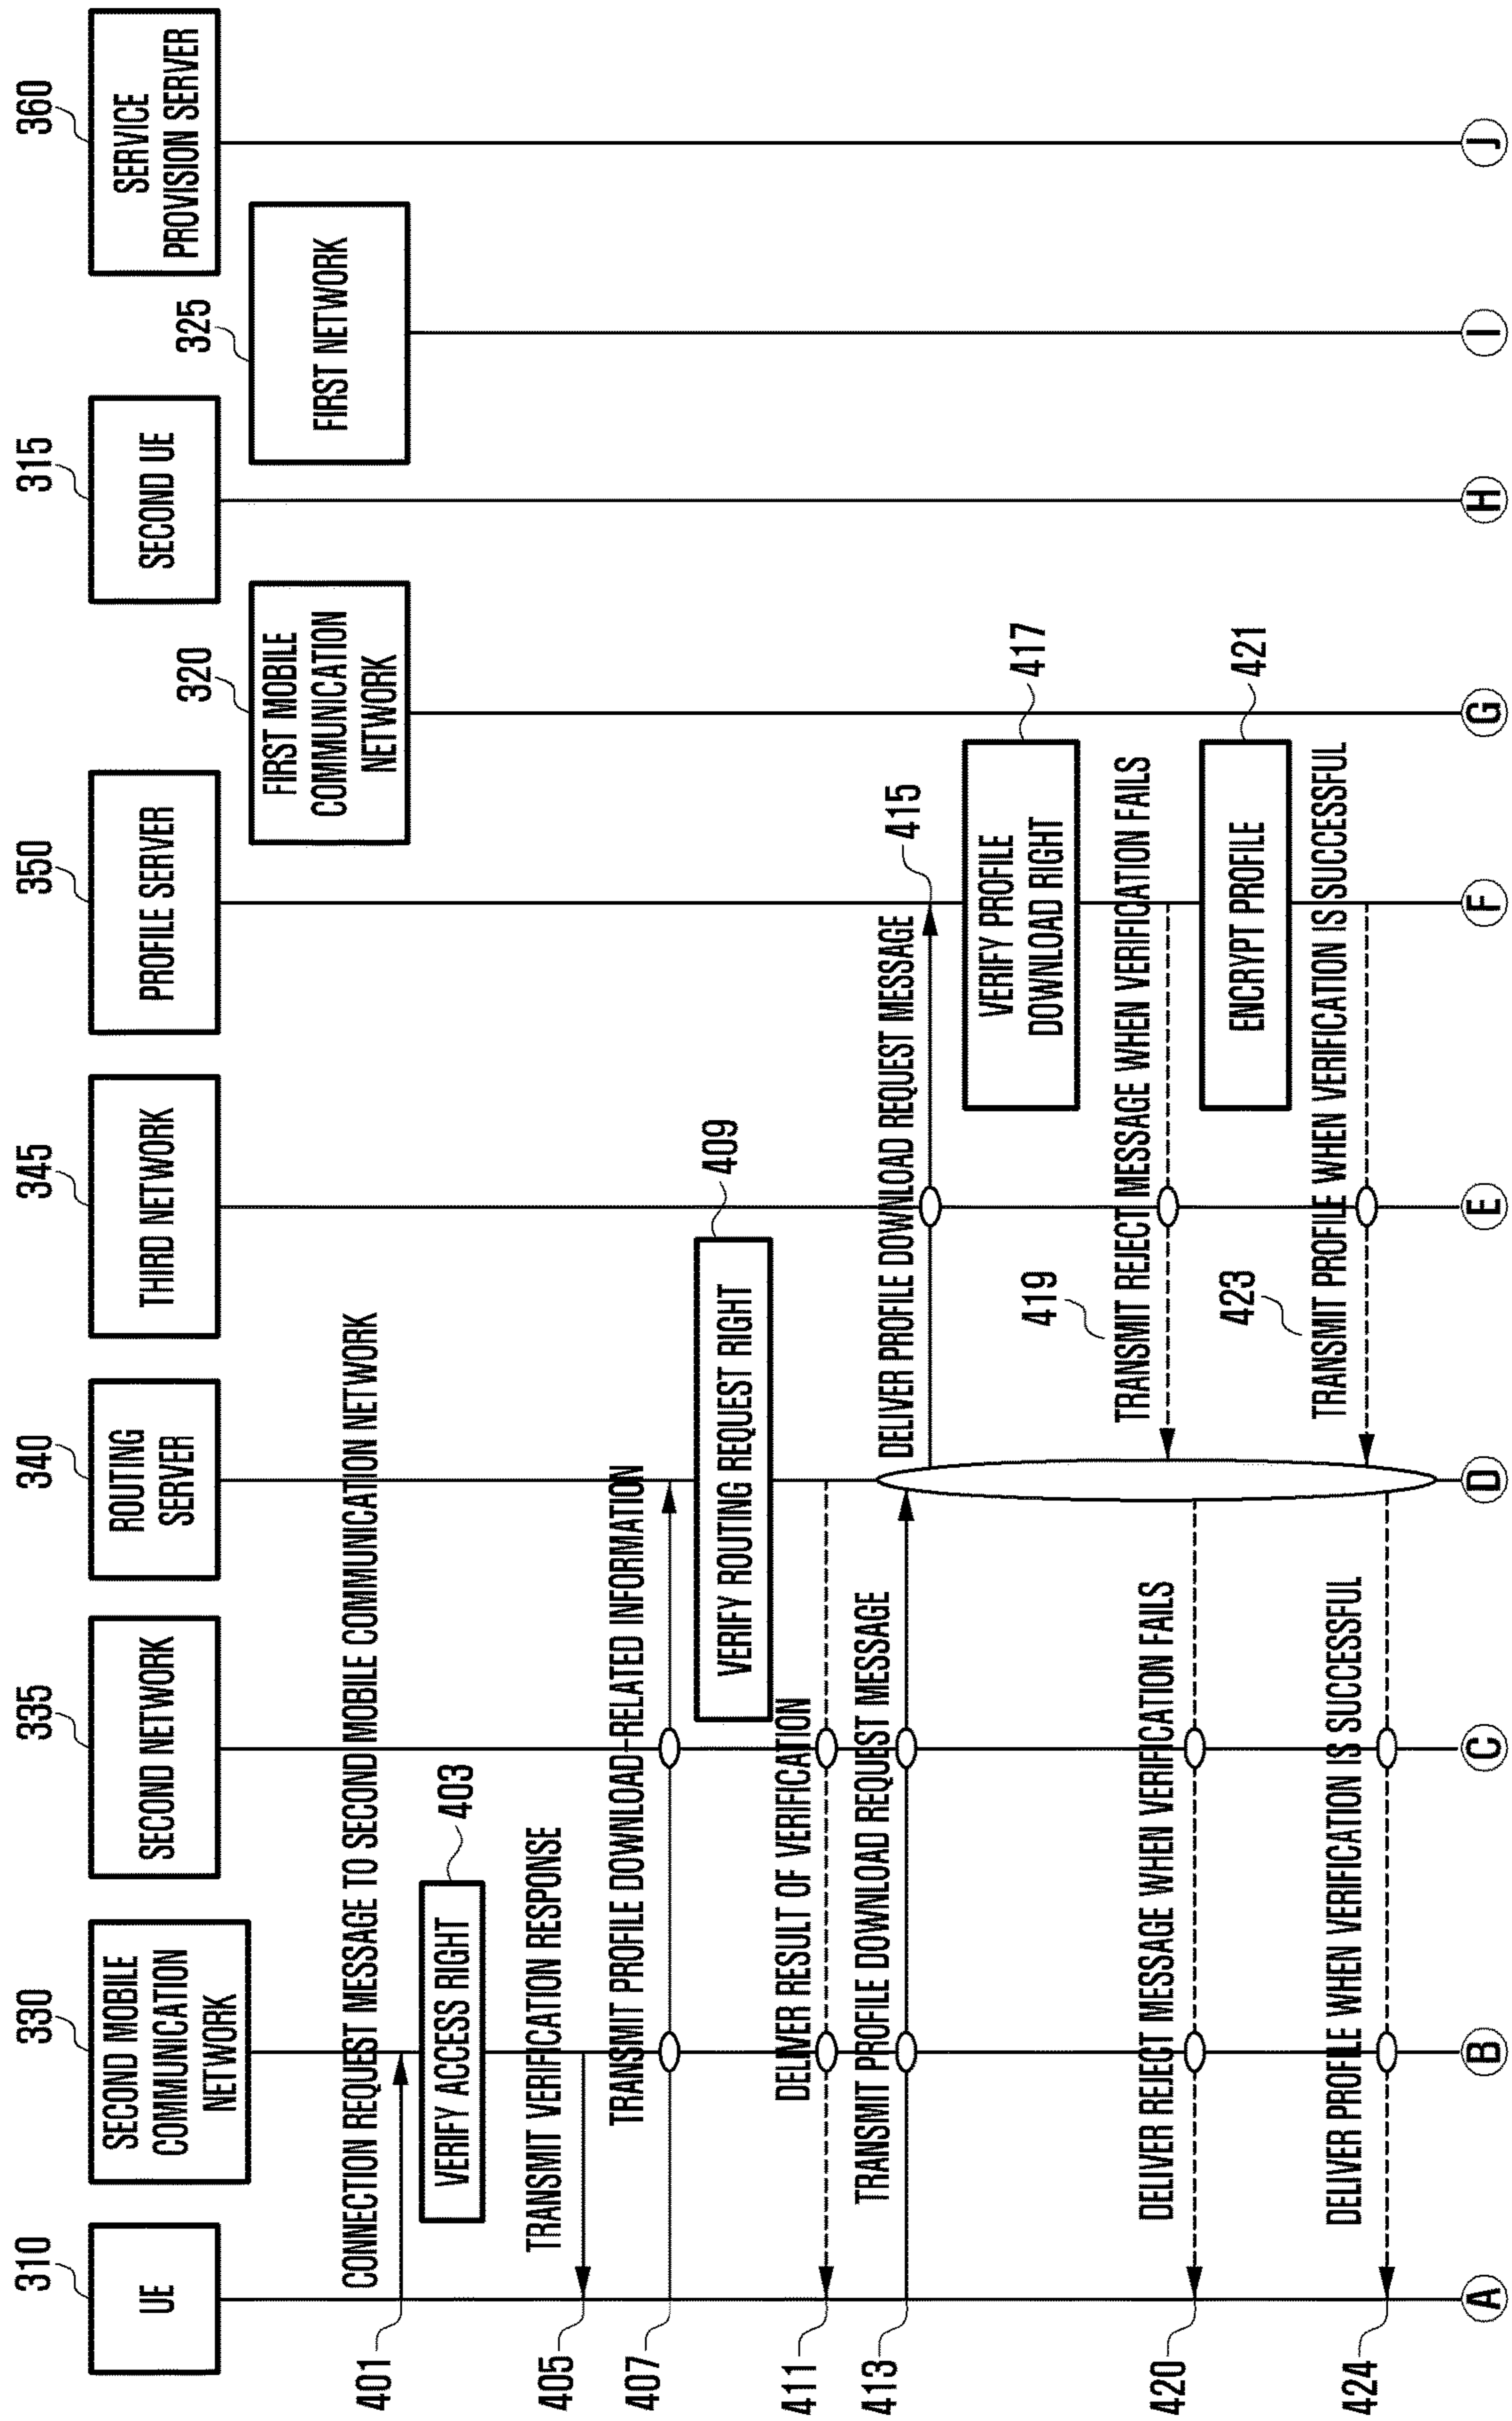 310
UE
330
SECOND MOBILE
COMMUNICATION
NETWORK
335
SECOND NETWORK
340
ROUTING
SERVER
345
THIRD NETWORK
350
PROFILE SERVER
320
FIRST MOBILE
COMMUNICATION
NETWORK
315
SECOND UE
325
FIRST NETWORK
360
SERVICE
PROVISION SERVER
401
CONNECTION REQUEST MESSAGE TO SECOND MOBILE COMMUNICATION NETWORK
VERIFY ACCESS RIGHT
403
405
TRANSMIT VERIFICATION RESPONSE
407
TRANSMIT PROFILE DOWNLOAD-RELATED INFORMATION
VERIFY ROUTING REQUEST RIGHT
409
411
DELIVER RESULT OF VERIFICATION
413
TRANSMIT PROFILE DOWNLOAD REQUEST MESSAGE
DELIVER PROFILE DOWNLOAD REQUEST MESSAGE
415
VERIFY PROFILE
DOWNLOAD RIGHT
417
419
TRANSMIT REJECT MESSAGE WHEN VERIFICATION FAILS
420
DELIVER REJECT MESSAGE WHEN VERIFICATION FAILS
ENCRYPT PROFILE
421
423
TRANSMIT PROFILE WHEN VERIFICATION IS SUCCESSFUL
424
DELIVER PROFILE WHEN VERIFICATION IS SUCCESSFUL
A
B
C
D
E
F
G
H
I
J